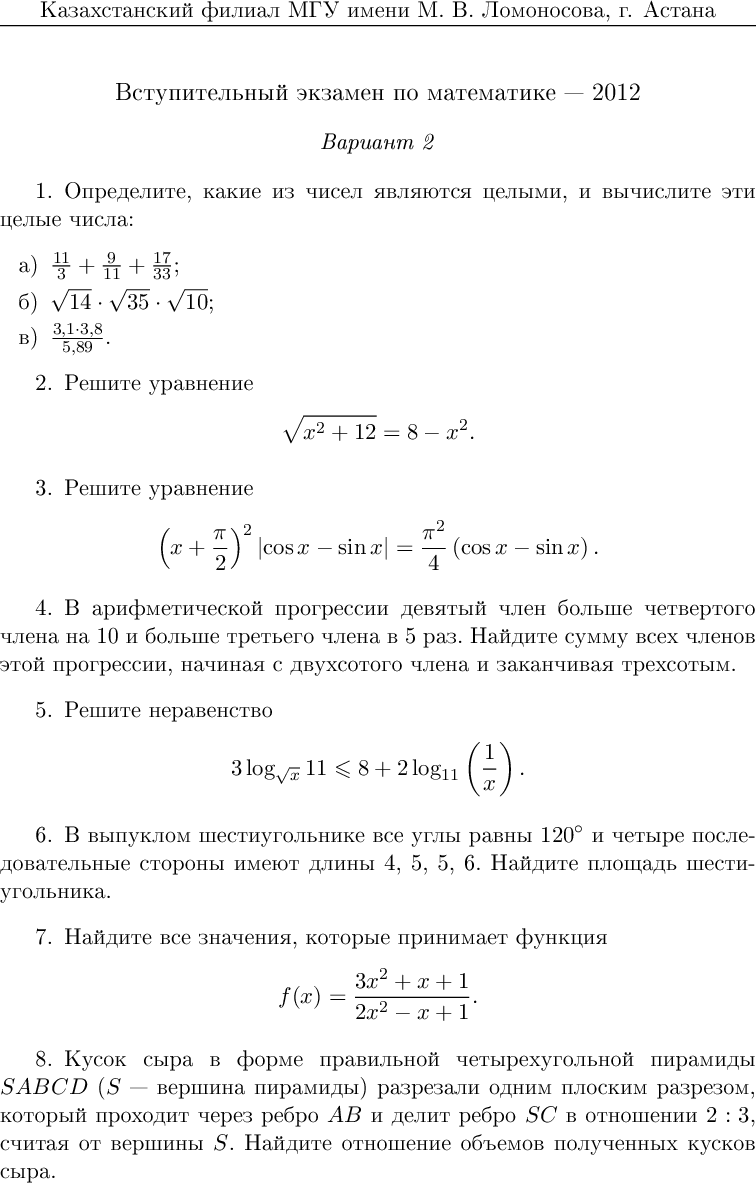 Казахстанский филиал МГУ имени М. В. Ломоносова, г. Астана
Вступительный экзамен по математике — 2012
Вариант 2
1. Определите, какие из чисел являются целыми, и вычислите эти
целые числа:
а) \frac{11}{3} + \frac{9}{11} + \frac{17}{33};
б) \sqrt{14} · \sqrt{35} · \sqrt{10};
в) \frac{3,1·3,8}{5,89}.
2. Решите уравнение
\sqrt{x^2 + 12} = 8 − x^2.
3. Решите уравнение
\left(x + \frac{π}{2}\right)^2 |cos x − sin x| = \frac{π^2}{4} (cos x − sin x).
4. В арифметической прогрессии девятый член больше четвертого
члена на 10 и больше третьего члена в 5 раз. Найдите сумму всех членов
этой прогрессии, начиная с двухсотого члена и заканчивая трехсотым.
5. Решите неравенство
3 log_{\sqrt{x}} 11 ⩽ 8 + 2 log_{11} \left(\frac{1}{x}\right).
6. В выпуклом шестиугольнике все углы равны 120° и четыре после-
довательные стороны имеют длины 4, 5, 5, 6. Найдите площадь шести-
угольника.
7. Найдите все значения, которые принимает функция
f(x) = \frac{3x^2 + x + 1}{2x^2 − x + 1}.
8. Кусок сыра в форме правильной четырехугольной пирамиды
SABCD (S — вершина пирамиды) разрезали одним плоским разрезом,
который проходит через ребро AB и делит ребро SC в отношении 2 : 3,
считая от вершины S. Найдите отношение объемов полученных кусков
сыра.